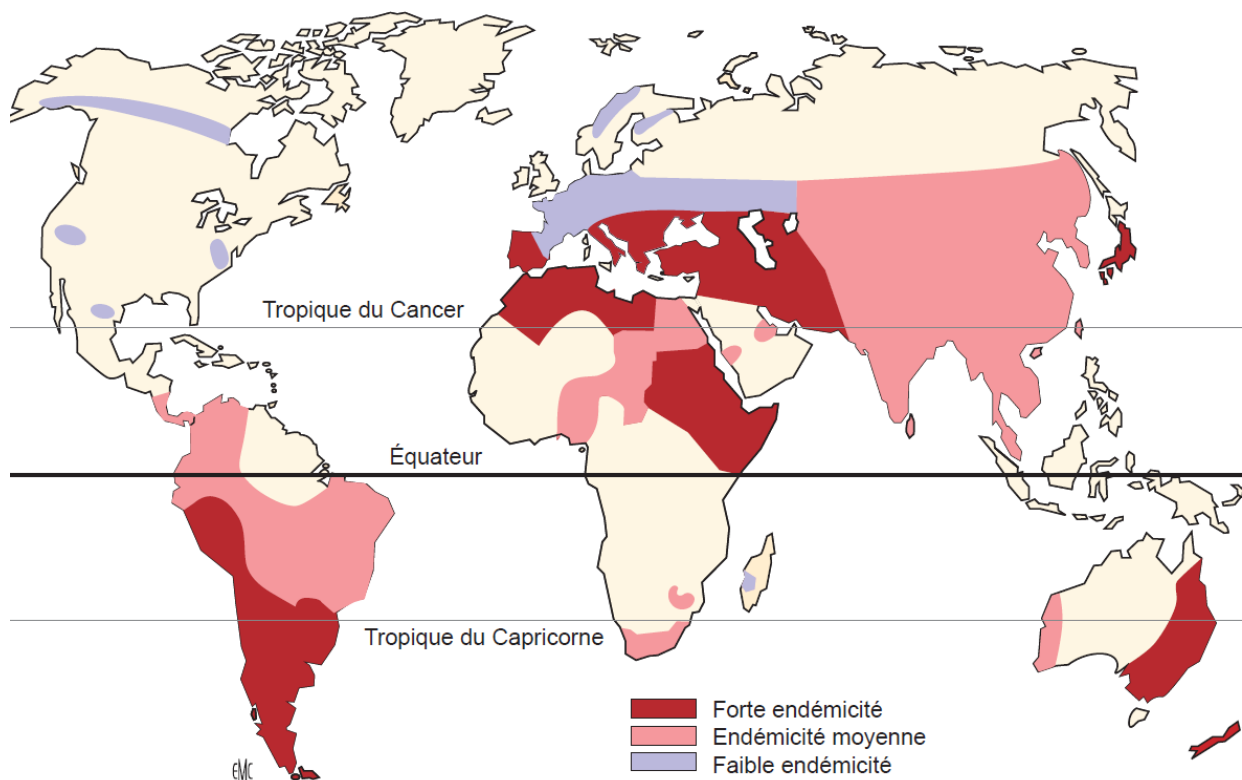 Tropique du Cancer
Équateur
Tropique du Capricorne
Forte endémicité
Endémicité moyenne
Faible endémicité
EMC